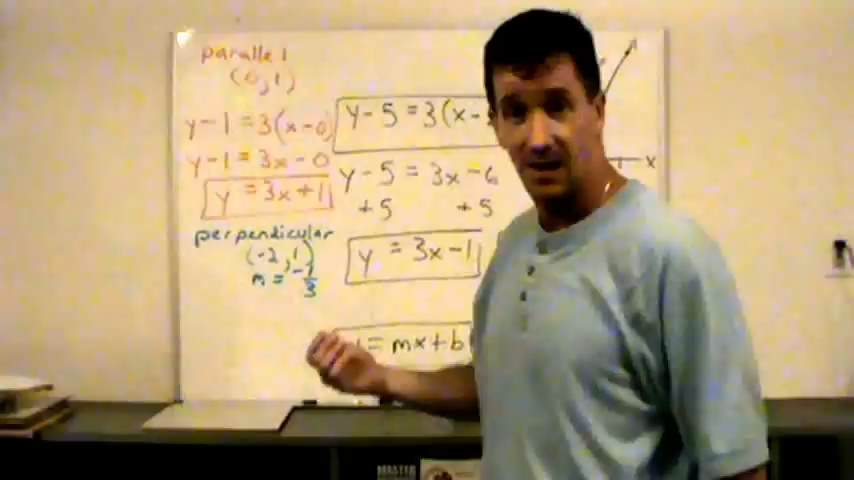 parallel
(0,1)
y-1=3(x-0)
y-1=3x-0
y=3x+1
perpendicular
(-2,1)
m=-1/3
y-5=3(x-
y-5=3x-6
+5 +5
y=3x-1
=mx+b
x
MASTER